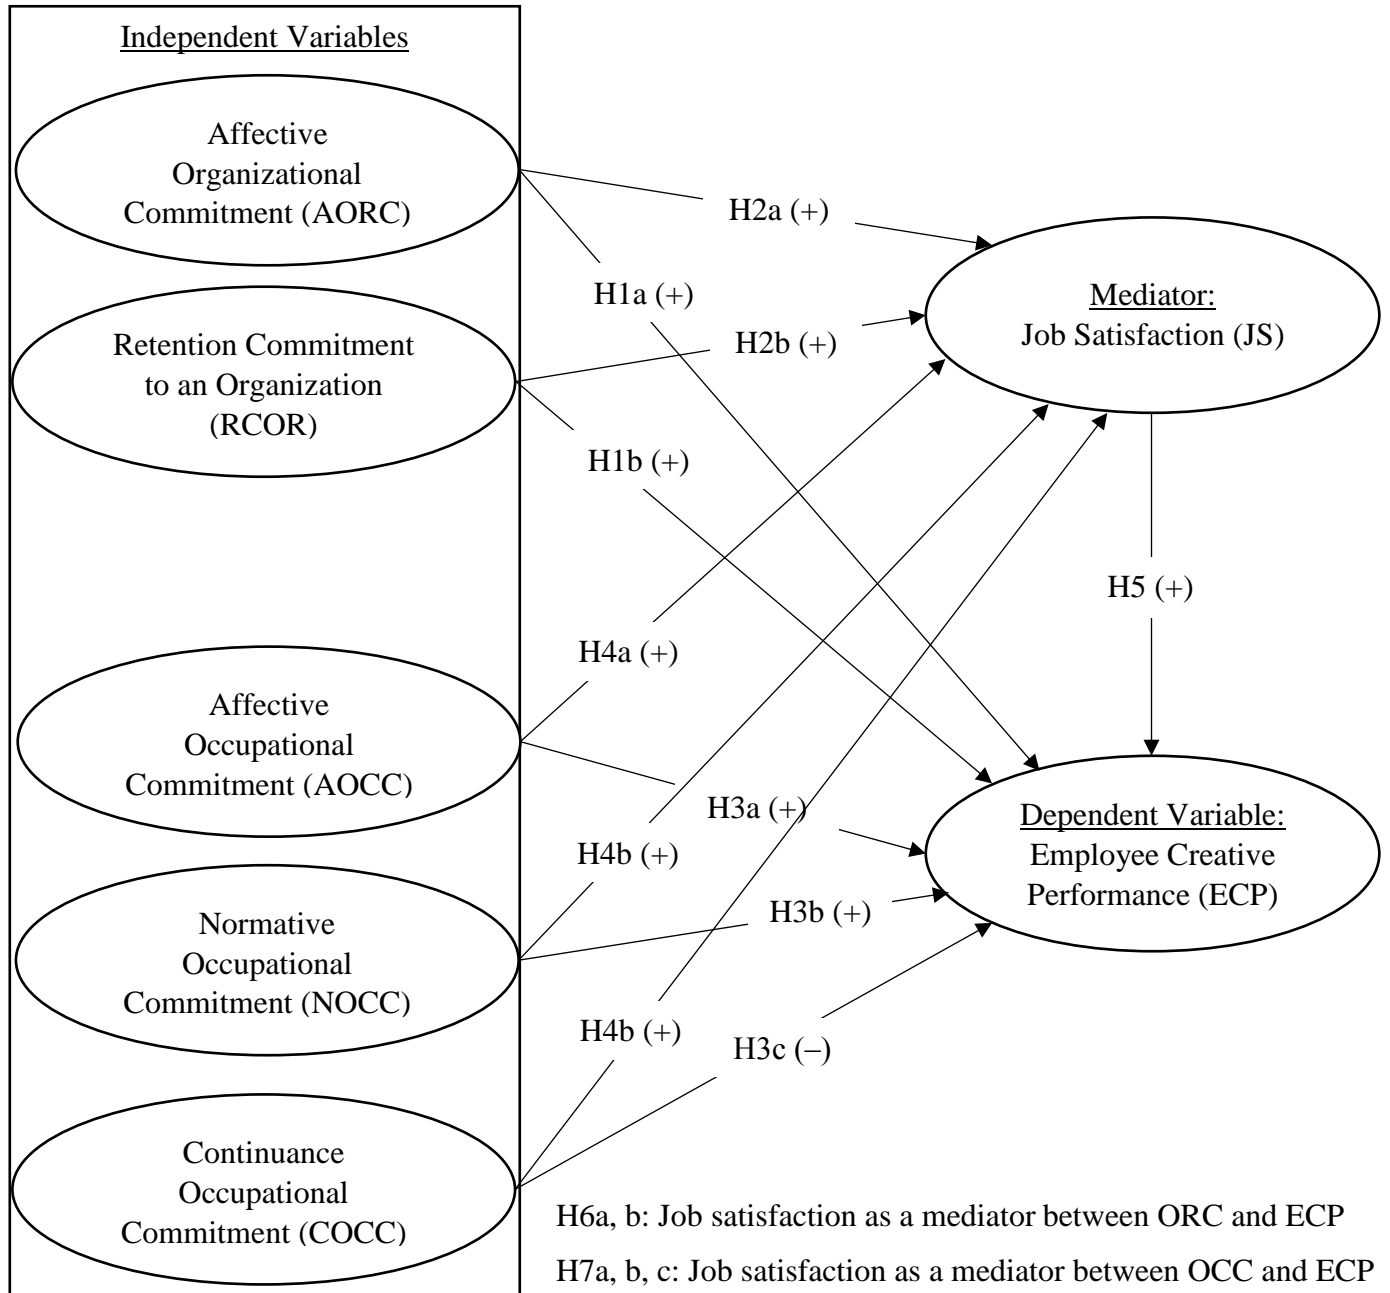 Independent Variables
Affective
Organizational
Commitment (AORC)
H2a (+)
H1a (+)
Mediator:
Job Satisfaction (JS)
Retention Commitment
to an Organization
(RCOR)
H2b (+)
H1b (+)
H5 (+)
H4a (+)
Affective
Occupational
Commitment (AOCC)
H3a (+)
Dependent Variable:
Employee Creative
Performance (ECP)
H4b (+)
H3b (+)
Normative
Occupational
Commitment (NOCC)
H4b (+)
H3c (–)
Continuance
Occupational
Commitment (COCC)
H6a, b: Job satisfaction as a mediator between ORC and ECP
H7a, b, c: Job satisfaction as a mediator between OCC and ECP